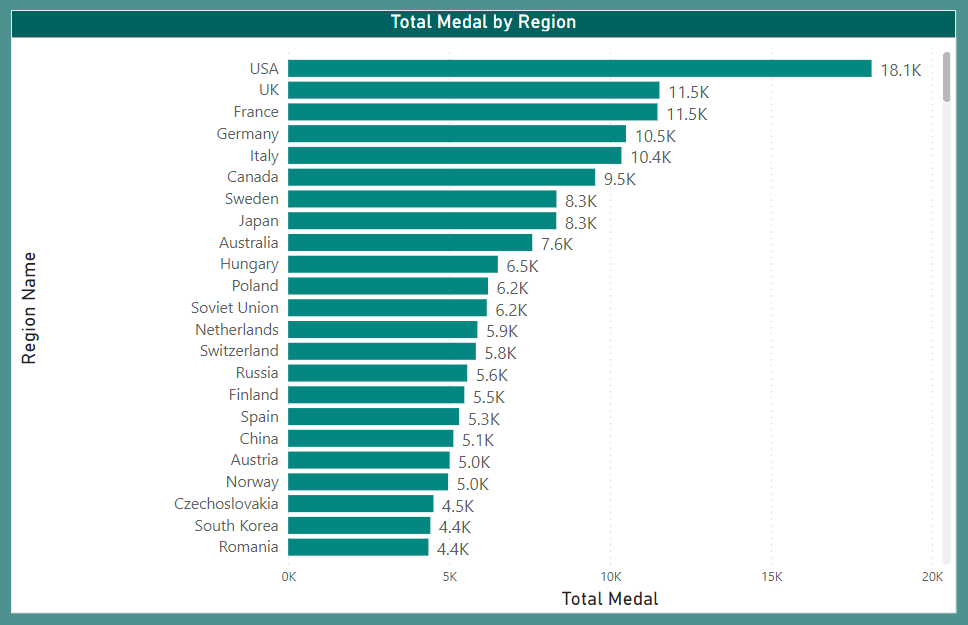 Total Medal by Region
Region Name
USA 18.1K
UK 11.5K
France 11.5K
Germany 10.5K
Italy 10.4K
Canada 9.5K
Sweden 8.3K
Japan 8.3K
Australia 7.6K
Hungary 6.5K
Poland 6.2K
Soviet Union 6.2K
Netherlands 5.9K
Switzerland 5.8K
Russia 5.6K
Finland 5.5K
Spain 5.3K
China 5.1K
Austria 5.0K
Norway 5.0K
Czechoslovakia 4.5K
South Korea 4.4K
Romania 4.4K
0K 5K 10K 15K 20K
Total Medal